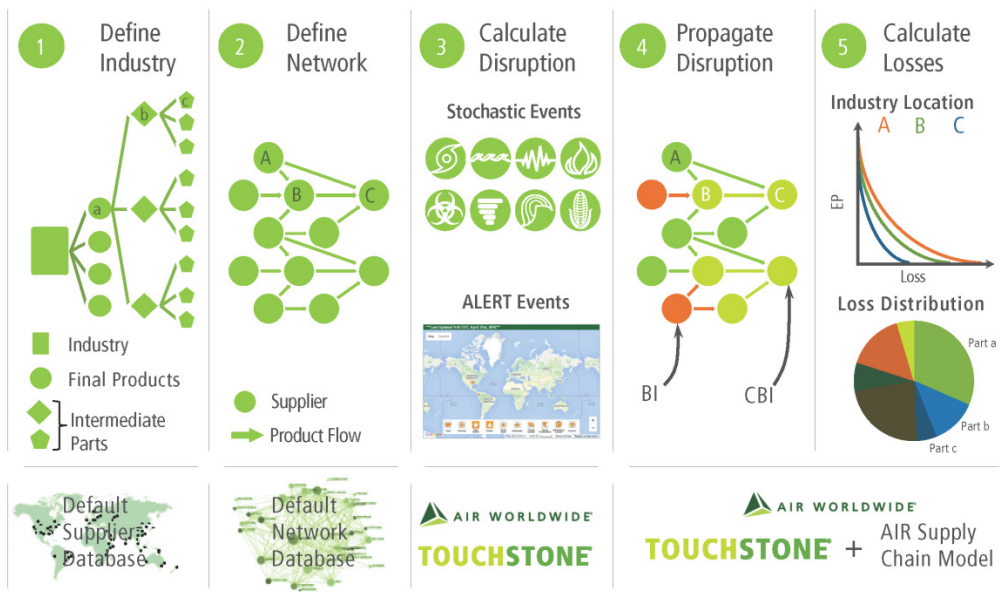 1
Define
Industry
b
c
a
Industry
Final Products
Intermediate
Parts
2
Define
Network
A
B
C
Supplier
Product Flow
3
Calculate
Disruption
Stochastic Events
ALERT Events
4
Propagate
Disruption
A
B
C
BI
CBI
5
Calculate
Losses
Industry Location
A B C
EP
Loss
Loss Distribution
Part a
Part b
Part c
Default
Supplier
Database
Default
Network
Database
AIR WORLDWIDE
TOUCHSTONE
AIR WORLDWIDE
TOUCHSTONE® + AIR Supply
Chain Model